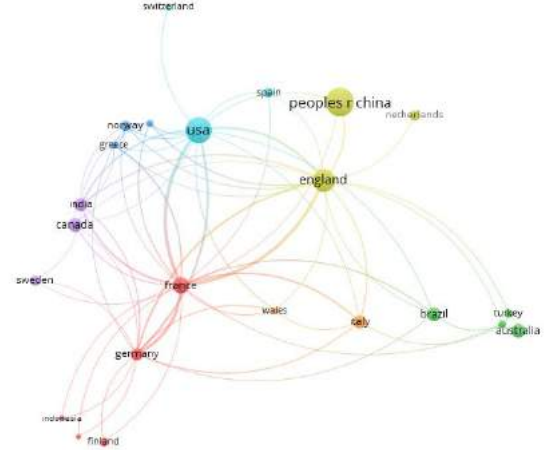 switzerland
spain
peoples r china
netherlands
norway
usa
greece
england
india
canada
sweden
france
wales
italy
brazil
turkey
australia
germany
indonesia
finland